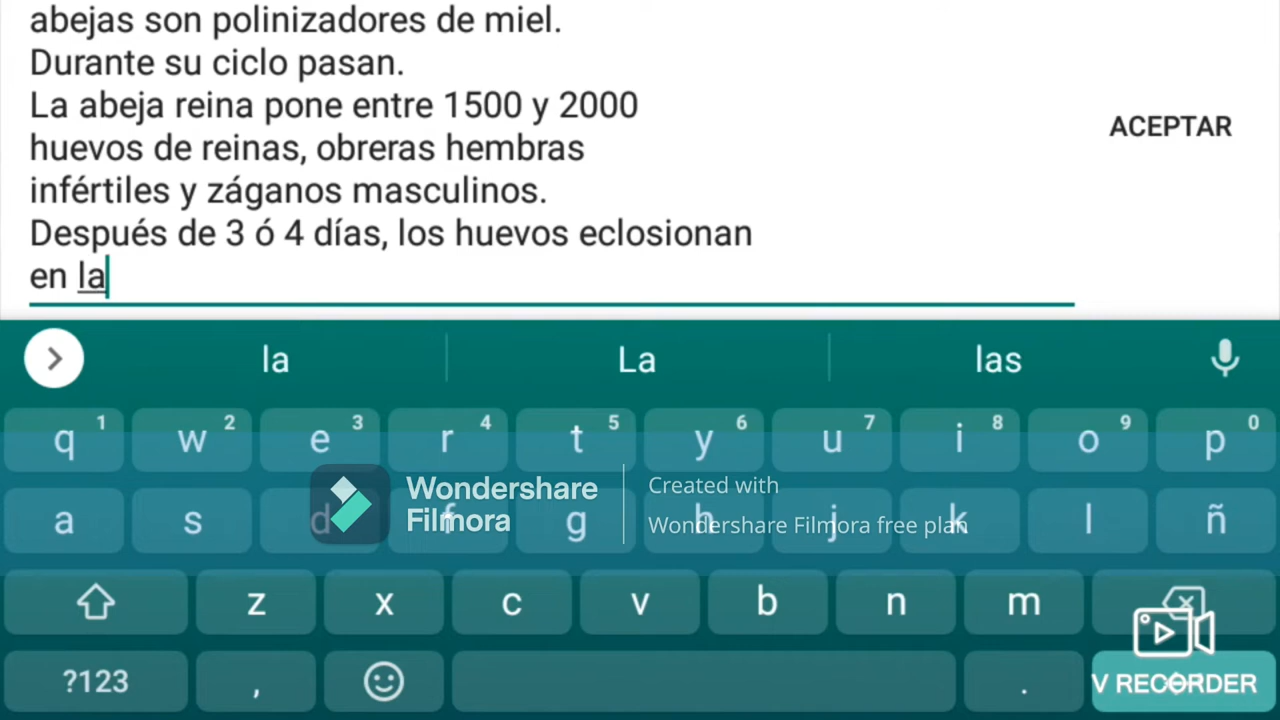 abejas son polinizadores de miel.
Durante su ciclo pasan.
La abeja reina pone entre 1500 y 2000
huevos de reinas, obreras hembras
infértiles y záganos masculinos.
Después de 3 ó 4 días, los huevos eclosionan
en la
ACEPTAR
la La las
q 1 w 2 e 3 r 4 t 5 y 6 u 7 i 8 o 9 p 0
a s d f g h j k l ñ
Wondershare
Filmora
Created with
Wondershare Filmora free plan
z x c v b n m
?123 , .
V RECORDER